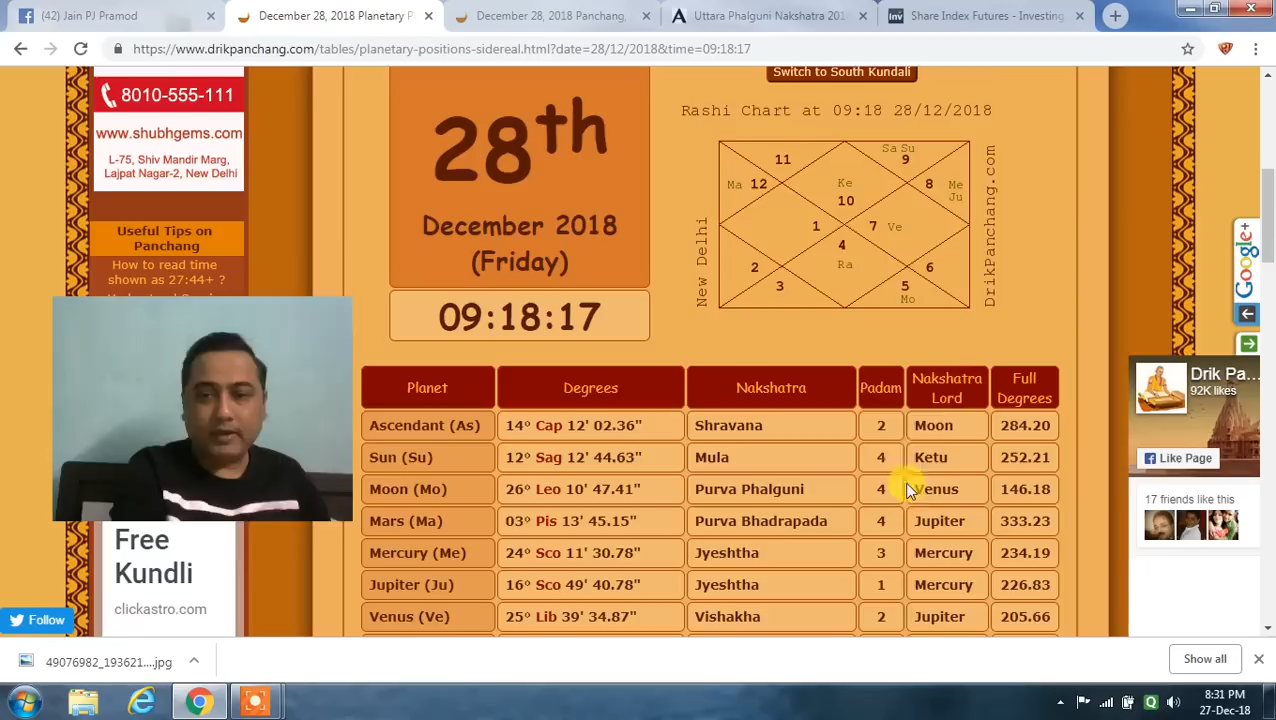 (42) Jain PJ Pramod
December 28, 2018 Planetary P
December 28, 2018 Panchang,
Uttara Phalguni Nakshatra 2018
Share Index Futures - Investing
https://www.drikpanchang.com/tables/planetary-positions-sidereal.html?date=28/12/2018&time=09:18:17
8010-555-111
www.shubhgems.com
L-75, Shiv Mandir Marg,
Lajpat Nagar-2, New Delhi
Useful Tips on
Panchang
How to read time
shown as 27:44+ ?
Free
Kundli
clickastro.com
Follow
28th
December 2018
(Friday)
09:18:17
Switch to South Kundali
Rashi Chart at 09:18 28/12/2018
New Delhi
DrikPanchang.com
Sa Su
11
9
Ma 12
Ke
8 Me
Ju
10
1
7 Ve
4
Ra
2
6
3
5
Mo
Planet Degrees Nakshatra Padam Nakshatra Lord Full Degrees
Ascendant (As) 14° Cap 12' 02.36" Shravana 2 Moon 284.20
Sun (Su) 12° Sag 12' 44.63" Mula 4 Ketu 252.21
Moon (Mo) 26° Leo 10' 47.41" Purva Phalguni 4 Venus 146.18
Mars (Ma) 03° Pis 13' 45.15" Purva Bhadrapada 4 Jupiter 333.23
Mercury (Me) 24° Sco 11' 30.78" Jyeshtha 3 Mercury 234.19
Jupiter (Ju) 16° Sco 49' 40.78" Jyeshtha 1 Mercury 226.83
Venus (Ve) 25° Lib 39' 34.87" Vishakha 2 Jupiter 205.66
Google+
Drik Pa...
92K likes
Like Page
17 friends like this
49076982_193621....jpg
Show all
8:31 PM
27-Dec-18